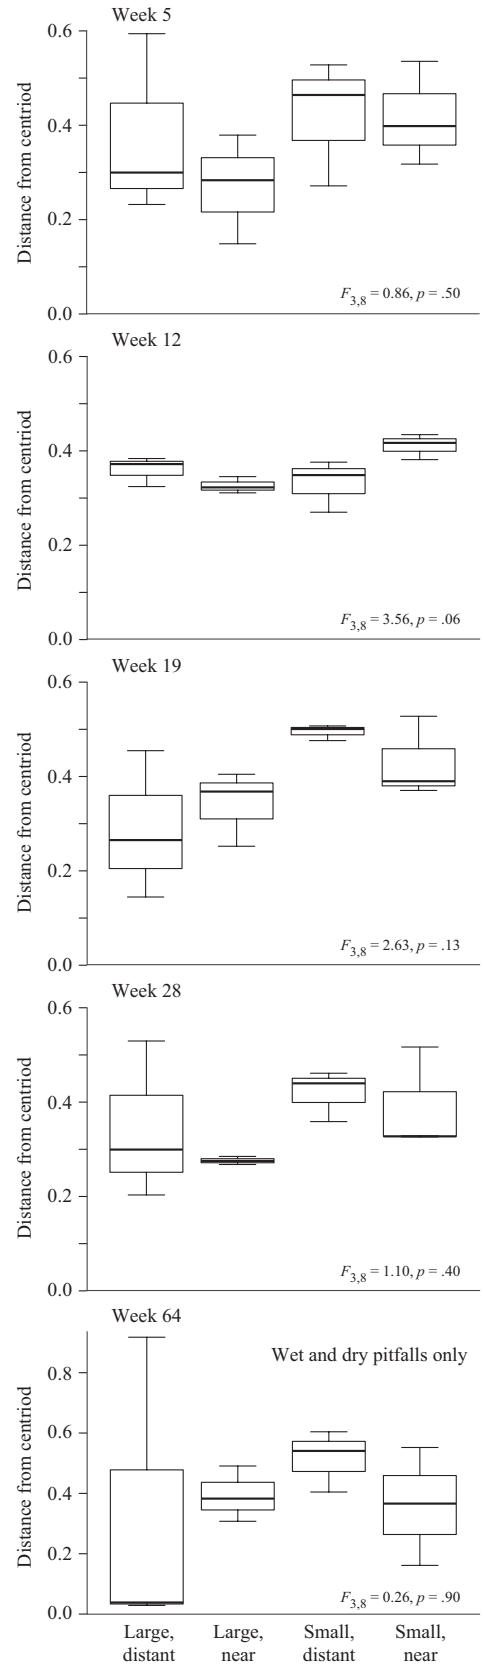 Week 5
0.6
0.4
0.2
0.0
Distance from centriod
F3,8 = 0.86, p = .50
Week 12
0.6
0.4
0.2
0.0
Distance from centriod
F3,8 = 3.56, p = .06
Week 19
0.6
0.4
0.2
0.0
Distance from centriod
F3,8 = 2.63, p = .13
Week 28
0.6
0.4
0.2
0.0
Distance from centriod
F3,8 = 1.10, p = .40
Week 64
Wet and dry pitfalls only
0.8
0.6
0.4
0.2
0.0
Distance from centriod
F3,8 = 0.26, p = .90
Large,
distant
Large,
near
Small,
distant
Small,
near